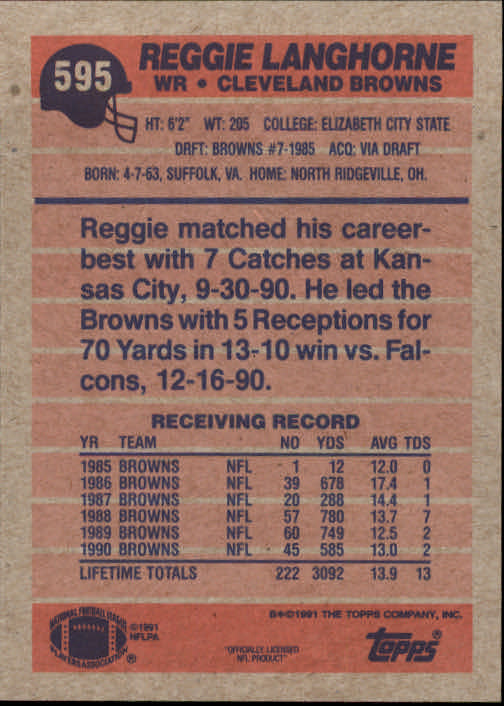 595
REGGIE LANGHORNE
WR • CLEVELAND BROWNS
HT: 6'2" WT: 205 COLLEGE: ELIZABETH CITY STATE
DRFT: BROWNS #7-1985 ACQ: VIA DRAFT
BORN: 4-7-63, SUFFOLK, VA. HOME: NORTH RIDGEVILLE, OH.
Reggie matched his career-
best with 7 Catches at Kan-
sas City, 9-30-90. He led the
Browns with 5 Receptions for
70 Yards in 13-10 win vs. Fal-
cons, 12-16-90.
RECEIVING RECORD
YR TEAM NO YDS AVG TDS
1985 BROWNS NFL 1 12 12.0 0
1986 BROWNS NFL 39 678 17.4 1
1987 BROWNS NFL 20 288 14.4 1
1988 BROWNS NFL 57 780 13.7 7
1989 BROWNS NFL 60 749 12.5 2
1990 BROWNS NFL 45 585 13.0 2
LIFETIME TOTALS 222 3092 13.9 13
NATIONAL FOOTBALL LEAGUE
PLAYERS ASSOCIATION
®
©1991
NFLPA
"OFFICIALLY LICENSED
NFL PRODUCT"
B*©1991 THE TOPPS COMPANY, INC.
topps®